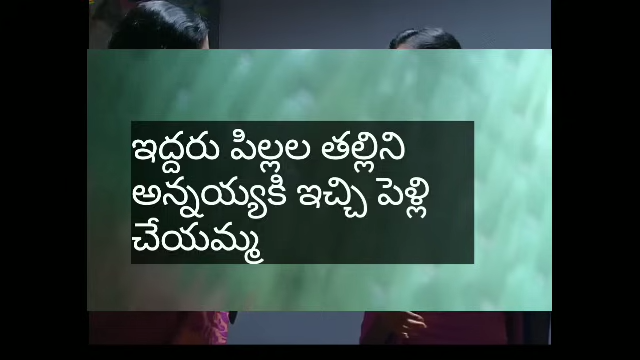 ఇద్దరు పిల్లల తల్లిని
అన్నయ్యకి ఇచ్చి పెళ్లి
చేయమ్మ